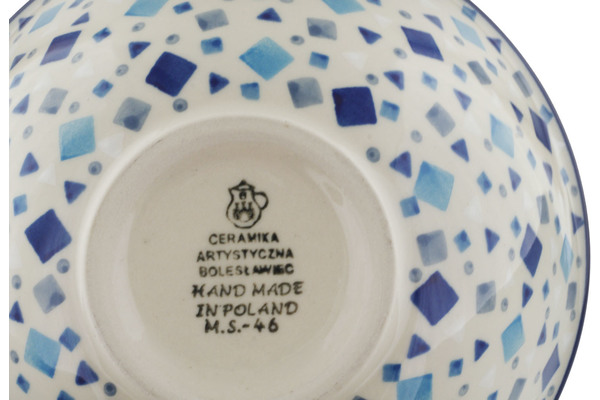 CERAMIKA
ARTYSTYCZNA
BOLESŁAWIEC
HAND MADE
IN POLAND
M.S.-46